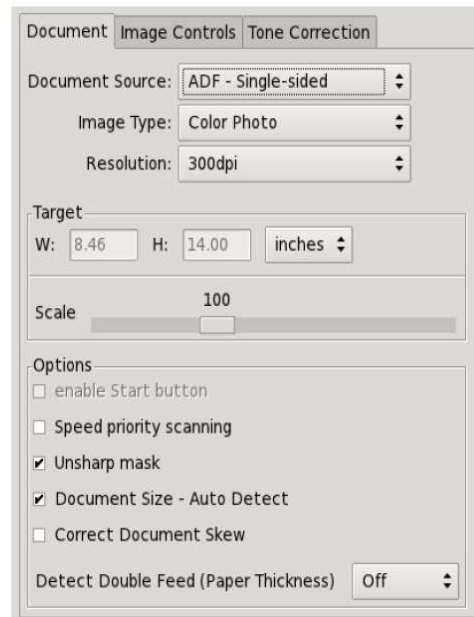 Document Image Controls Tone Correction
Document Source: ADF - Single-sided
Image Type: Color Photo
Resolution: 300dpi
Target
W: 8.46 H: 14.00 inches
100
Scale
Options
enable Start button
Speed priority scanning
Unsharp mask
Document Size - Auto Detect
Correct Document Skew
Detect Double Feed (Paper Thickness) Off